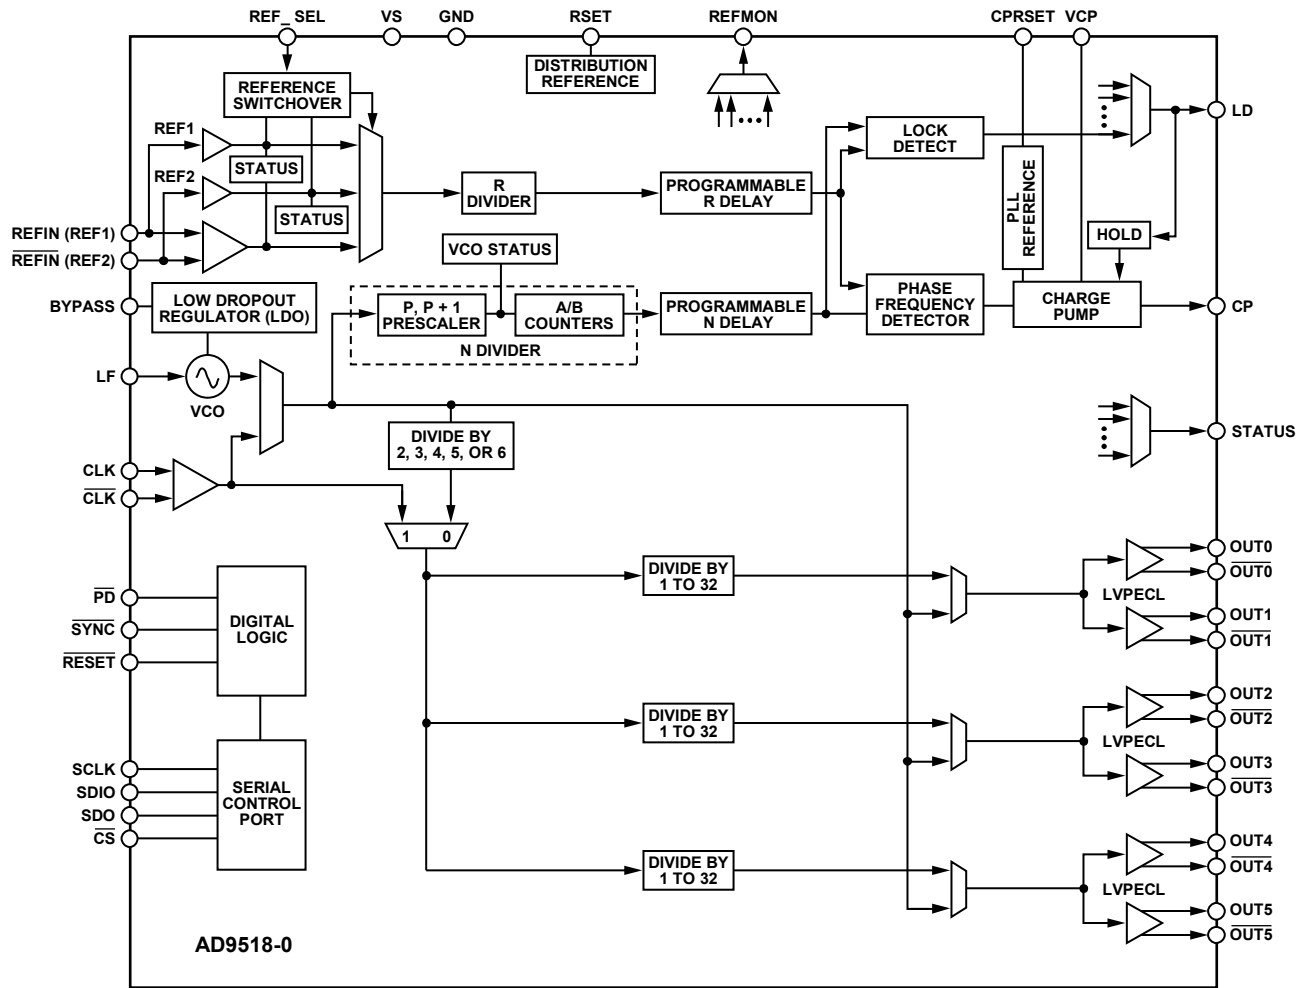 REF_SEL
VS
GND
RSET
REFMON
CPRSET
VCP
DISTRIBUTION
REFERENCE
REFERENCE
SWITCHOVER
REF1
STATUS
REF2
STATUS
R
DIVIDER
PROGRAMMABLE
R DELAY
LOCK
DETECT
PLL
REFERENCE
LD
HOLD
REFIN (REF1)
REFIN (REF2)
VCO STATUS
BYPASS
LOW DROPOUT
REGULATOR (LDO)
P, P + 1
PRESCALER
A/B
COUNTERS
N DIVIDER
PROGRAMMABLE
N DELAY
PHASE
FREQUENCY
DETECTOR
CHARGE
PUMP
CP
LF
VCO
DIVIDE BY
2, 3, 4, 5, OR 6
STATUS
CLK
CLK
1 0
DIVIDE BY
1 TO 32
LVPECL
OUT0
OUT0
OUT1
OUT1
PD
SYNC
RESET
DIGITAL
LOGIC
DIVIDE BY
1 TO 32
LVPECL
OUT2
OUT2
OUT3
OUT3
SCLK
SDIO
SDO
CS
SERIAL
CONTROL
PORT
DIVIDE BY
1 TO 32
LVPECL
OUT4
OUT4
OUT5
OUT5
AD9518-0